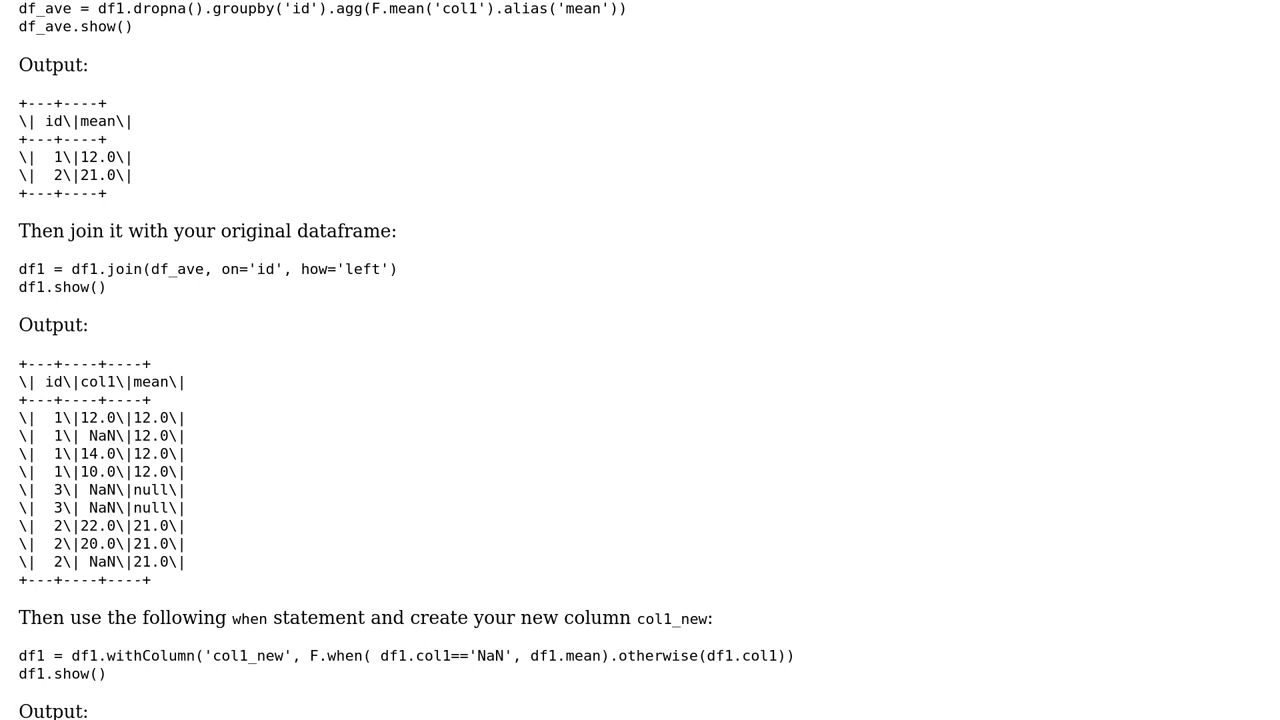 df_ave = df1.dropna().groupby('id').agg(F.mean('col1').alias('mean'))
df_ave.show()
Output:
+---+----+
\| id\|mean\|
+---+----+
\|  1\|12.0\|
\|  2\|21.0\|
+---+----+
Then join it with your original dataframe:
df1 = df1.join(df_ave, on='id', how='left')
df1.show()
Output:
+---+----+----+
\| id\|col1\|mean\|
+---+----+----+
\|  1\|12.0\|12.0\|
\|  1\| NaN\|12.0\|
\|  1\|14.0\|12.0\|
\|  1\|10.0\|12.0\|
\|  3\| NaN\|null\|
\|  3\| NaN\|null\|
\|  2\|22.0\|21.0\|
\|  2\|20.0\|21.0\|
\|  2\| NaN\|21.0\|
+---+----+----+
Then use the following when statement and create your new column col1_new:
df1 = df1.withColumn('col1_new', F.when( df1.col1=='NaN', df1.mean).otherwise(df1.col1))
df1.show()
Output: